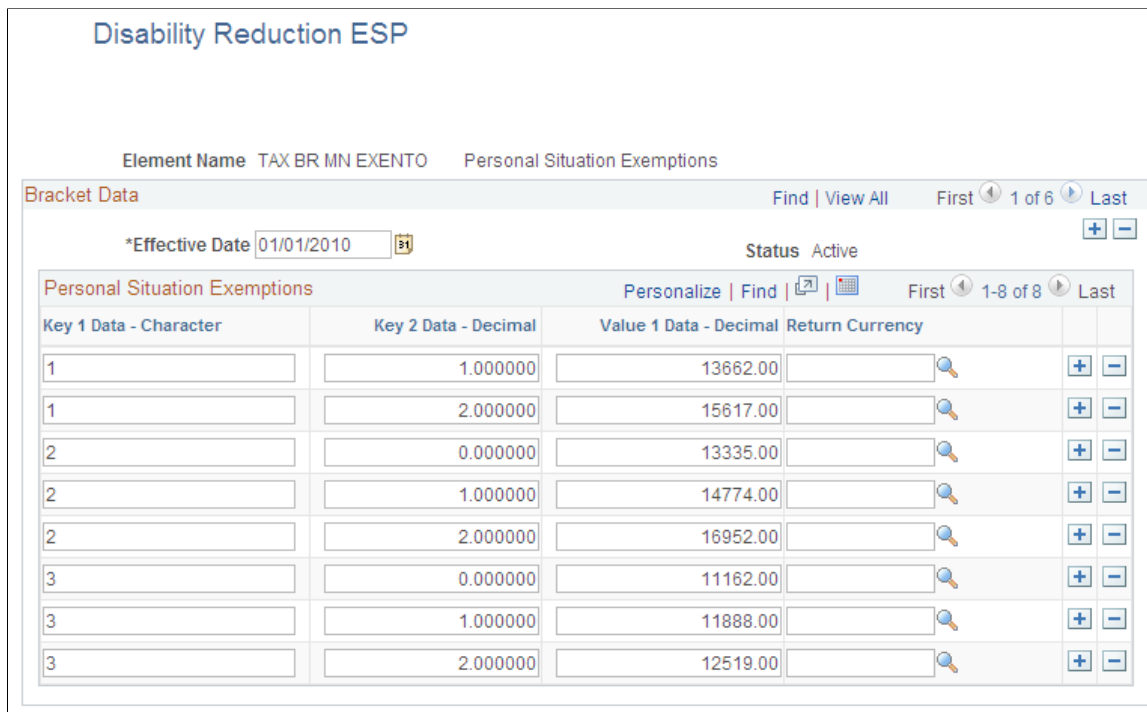 Disability Reduction ESP
Element Name TAX BR MN EXENTO Personal Situation Exemptions
Bracket Data Find | View All First 1 of 6 Last
*Effective Date 01/01/2010 31 Status Active
Personal Situation Exemptions Personalize | Find | | First 1-8 of 8 Last
Key 1 Data - Character Key 2 Data - Decimal Value 1 Data - Decimal Return Currency
1 1.000000 13662.00
1 2.000000 15617.00
2 0.000000 13335.00
2 1.000000 14774.00
2 2.000000 16952.00
3 0.000000 11162.00
3 1.000000 11888.00
3 2.000000 12519.00